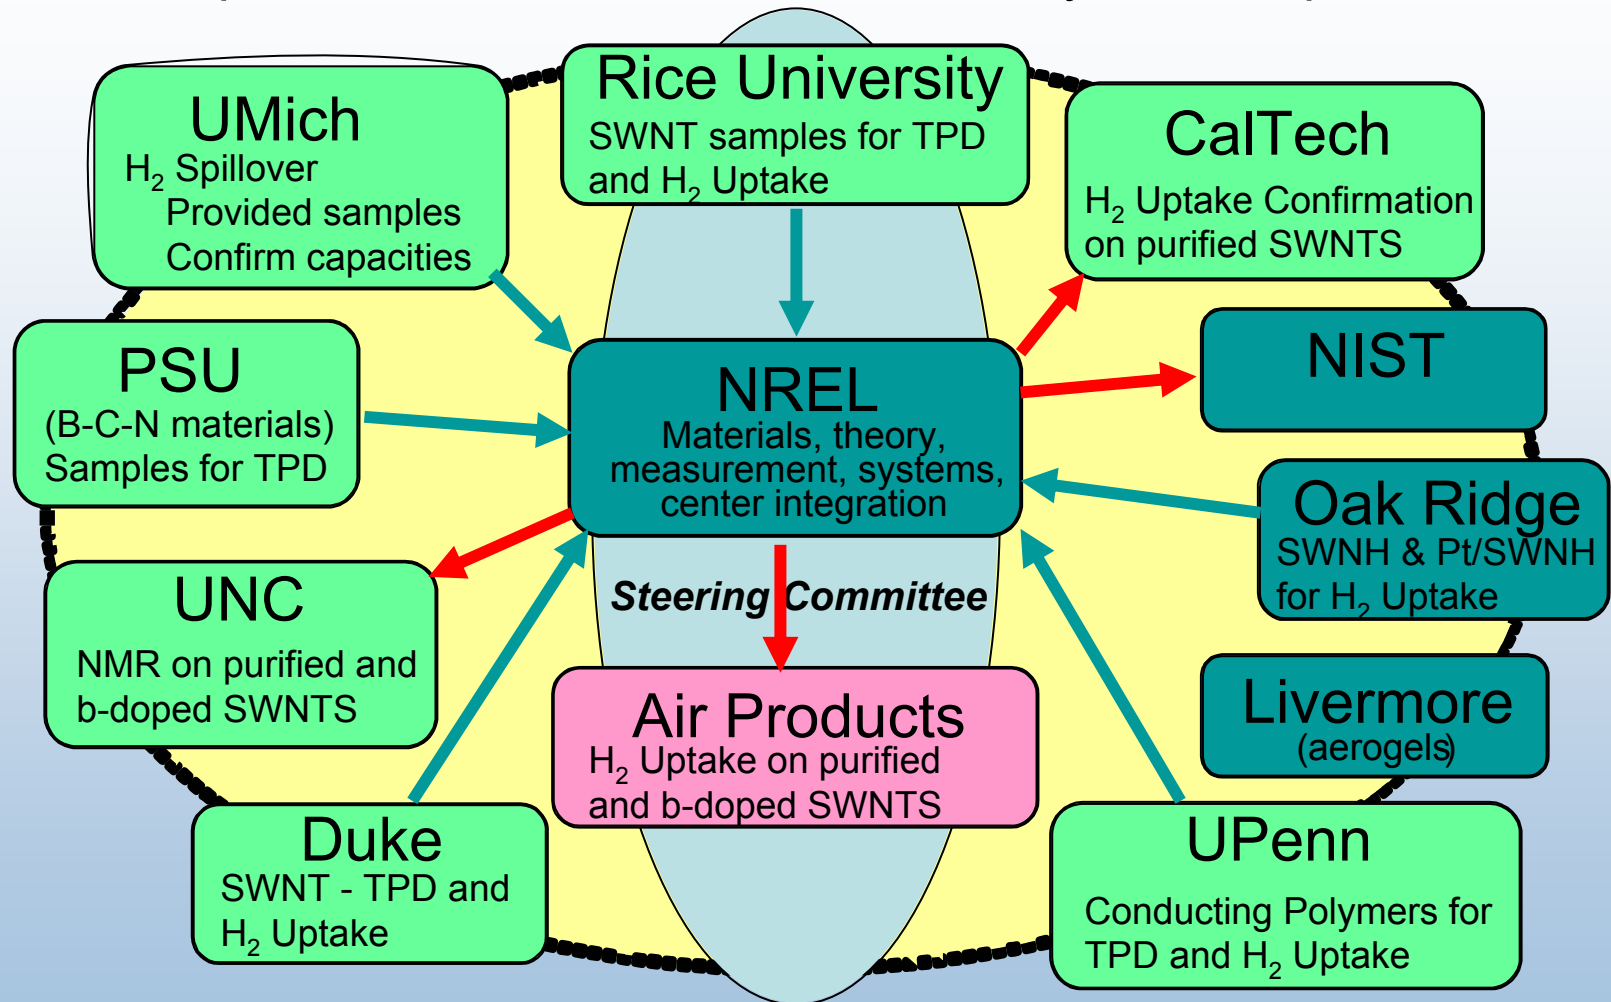 Rice University
SWNT samples for TPD
and H2 Uptake
UMich
H2 Spillover
Provided samples
Confirm capacities
CalTech
H2 Uptake Confirmation
on purified SWNTS
PSU
(B-C-N materials)
Samples for TPD
NREL
Materials, theory,
measurement, systems,
center integration
NIST
Oak Ridge
SWNH & Pt/SWNH
for H2 Uptake
UNC
NMR on purified and
b-doped SWNTS
Steering Committee
Air Products
H2 Uptake on purified
and b-doped SWNTS
Livermore
(aerogels)
Duke
SWNT - TPD and
H2 Uptake
UPenn
Conducting Polymers for
TPD and H2 Uptake